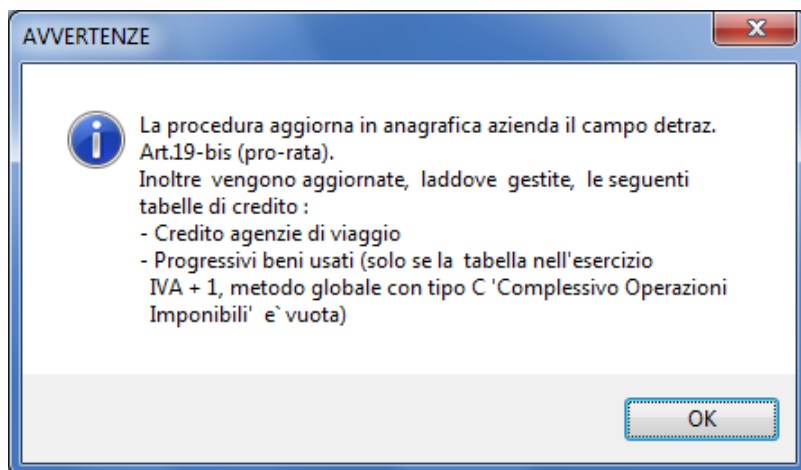 AVVERTENZE
La procedura aggiorna in anagrafica azienda il campo detraz.
Art.19-bis (pro-rata).
Inoltre vengono aggiornate, laddove gestite, le seguenti
tabelle di credito :
- Credito agenzie di viaggio
- Progressivi beni usati (solo se la tabella nell'esercizio
IVA + 1, metodo globale con tipo C 'Complessivo Operazioni
Imponibili' e` vuota)
OK